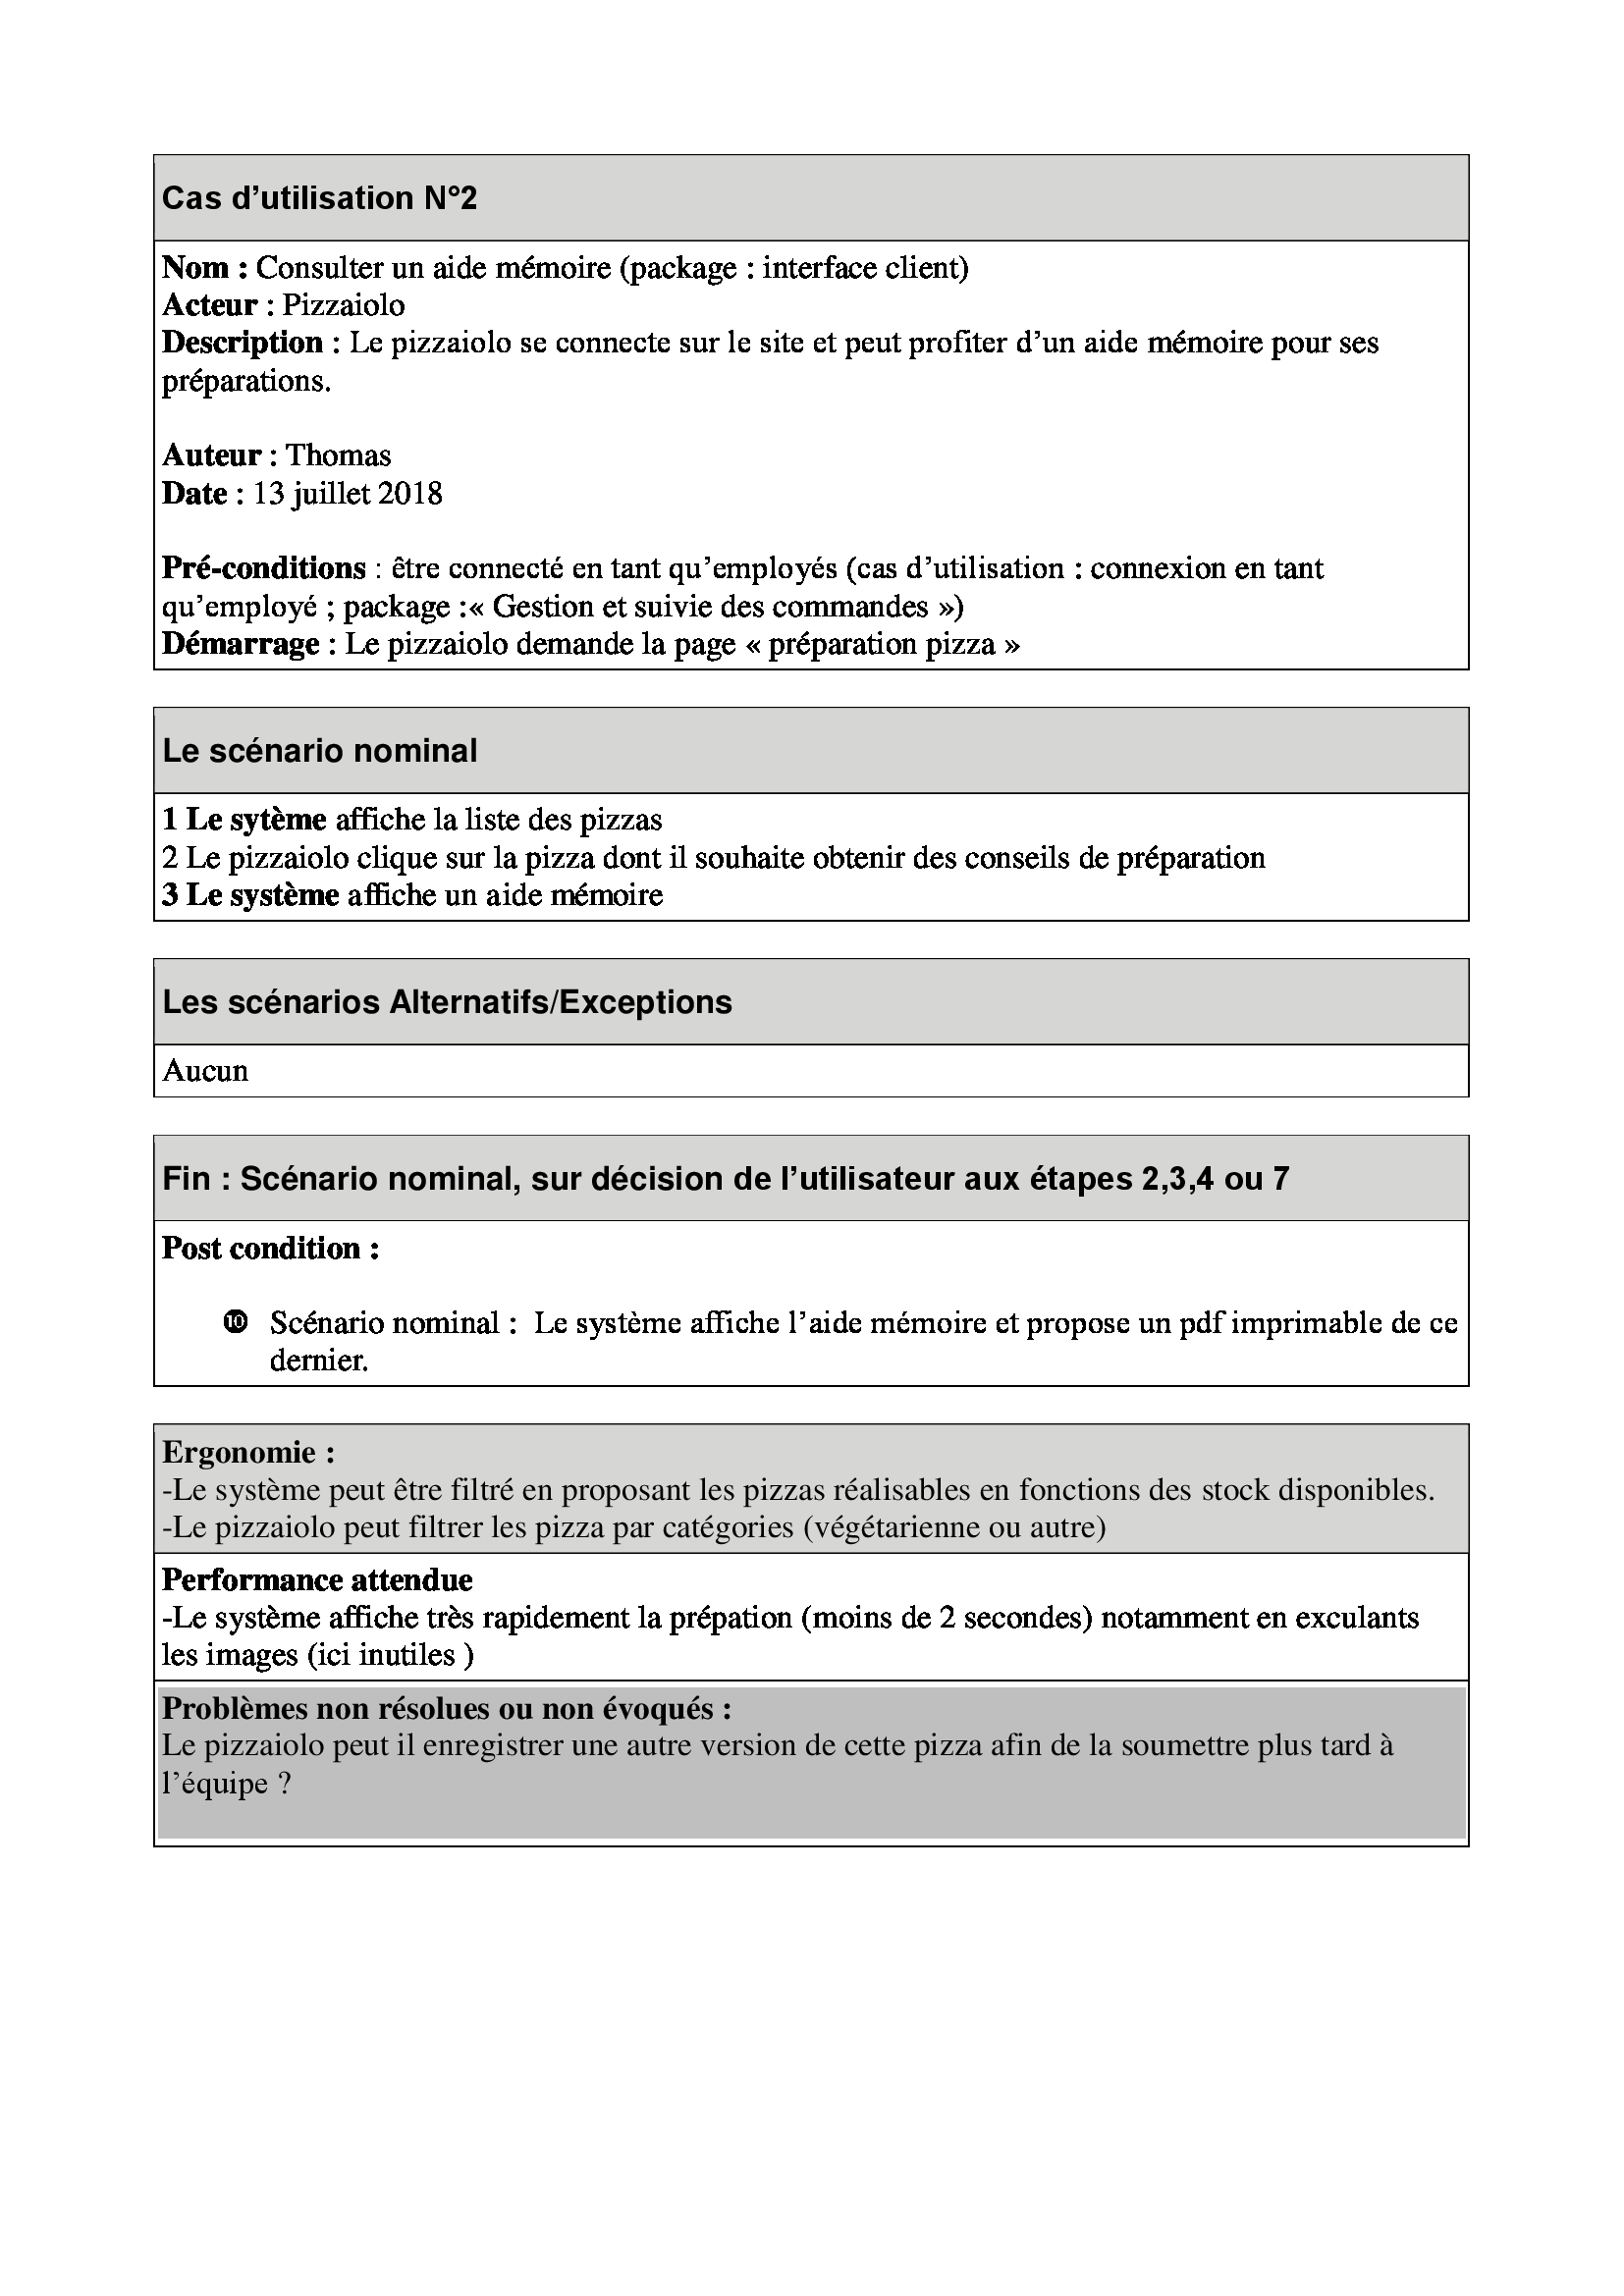 Cas d’utilisation N°2
Nom : Consulter un aide mémoire (package : interface client)
Acteur : Pizzaiolo
Description : Le pizzaiolo se connecte sur le site et peut profiter d’un aide mémoire pour ses
préparations.
Auteur : Thomas
Date : 13 juillet 2018
Pré-conditions : être connecté en tant qu’employés (cas d’utilisation : connexion en tant
qu’employé ; package :« Gestion et suivie des commandes »)
Démarrage : Le pizzaiolo demande la page « préparation pizza »
Le scénario nominal
1 Le sytème affiche la liste des pizzas
2 Le pizzaiolo clique sur la pizza dont il souhaite obtenir des conseils de préparation
3 Le système affiche un aide mémoire
Les scénarios Alternatifs/Exceptions
Aucun
Fin : Scénario nominal, sur décision de l’utilisateur aux étapes 2,3,4 ou 7
Post condition :
❿ Scénario nominal :  Le système affiche l’aide mémoire et propose un pdf imprimable de ce
dernier.
Ergonomie :
-Le système peut être filtré en proposant les pizzas réalisables en fonctions des stock disponibles.
-Le pizzaiolo peut filtrer les pizza par catégories (végétarienne ou autre)
Performance attendue
-Le système affiche très rapidement la prépation (moins de 2 secondes) notamment en exculants
les images (ici inutiles )
Problèmes non résolues ou non évoqués :
Le pizzaiolo peut il enregistrer une autre version de cette pizza afin de la soumettre plus tard à
l’équipe ?